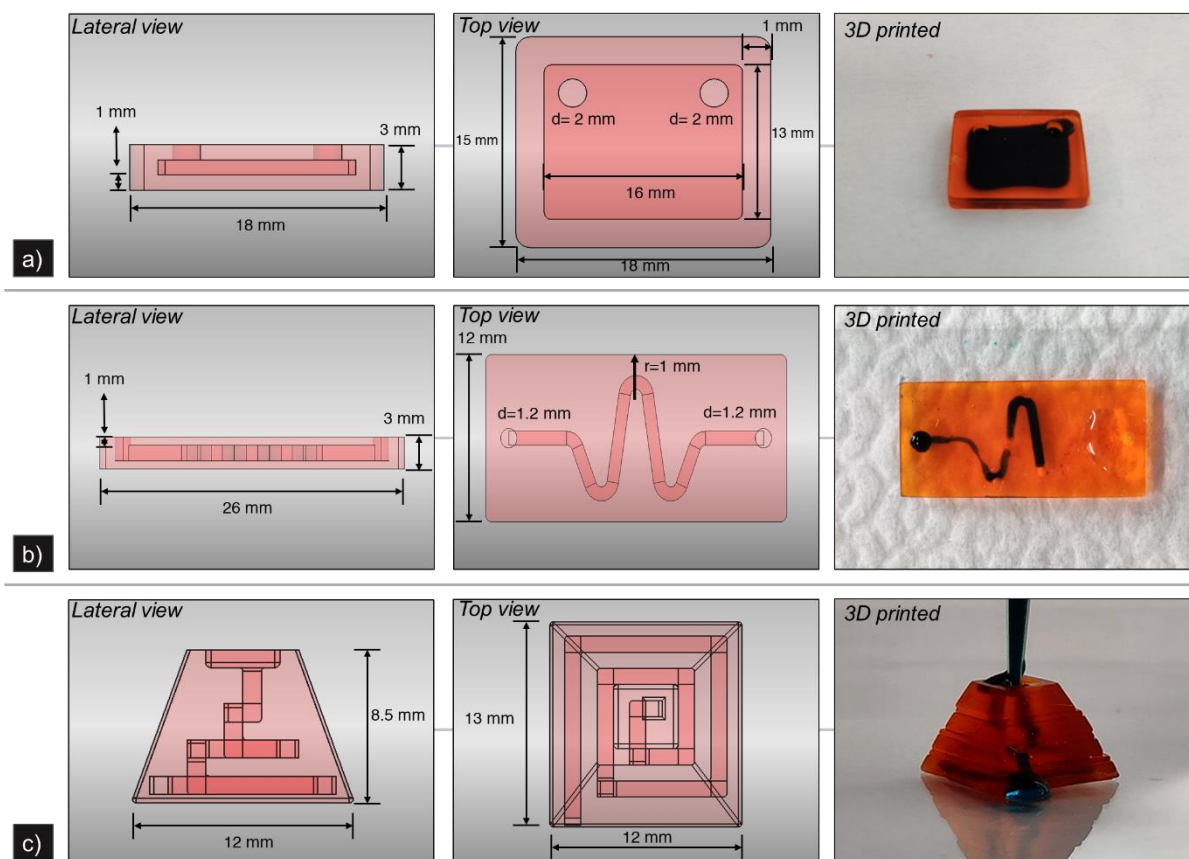 Lateral view
1 mm
3 mm
18 mm
Top view
1 mm
15 mm
d= 2 mm
d= 2 mm
13 mm
16 mm
18 mm
3D printed
a)
Lateral view
1 mm
3 mm
26 mm
Top view
12 mm
r=1 mm
d=1.2 mm
d=1.2 mm
3D printed
b)
Lateral view
8.5 mm
12 mm
Top view
13 mm
12 mm
3D printed
c)